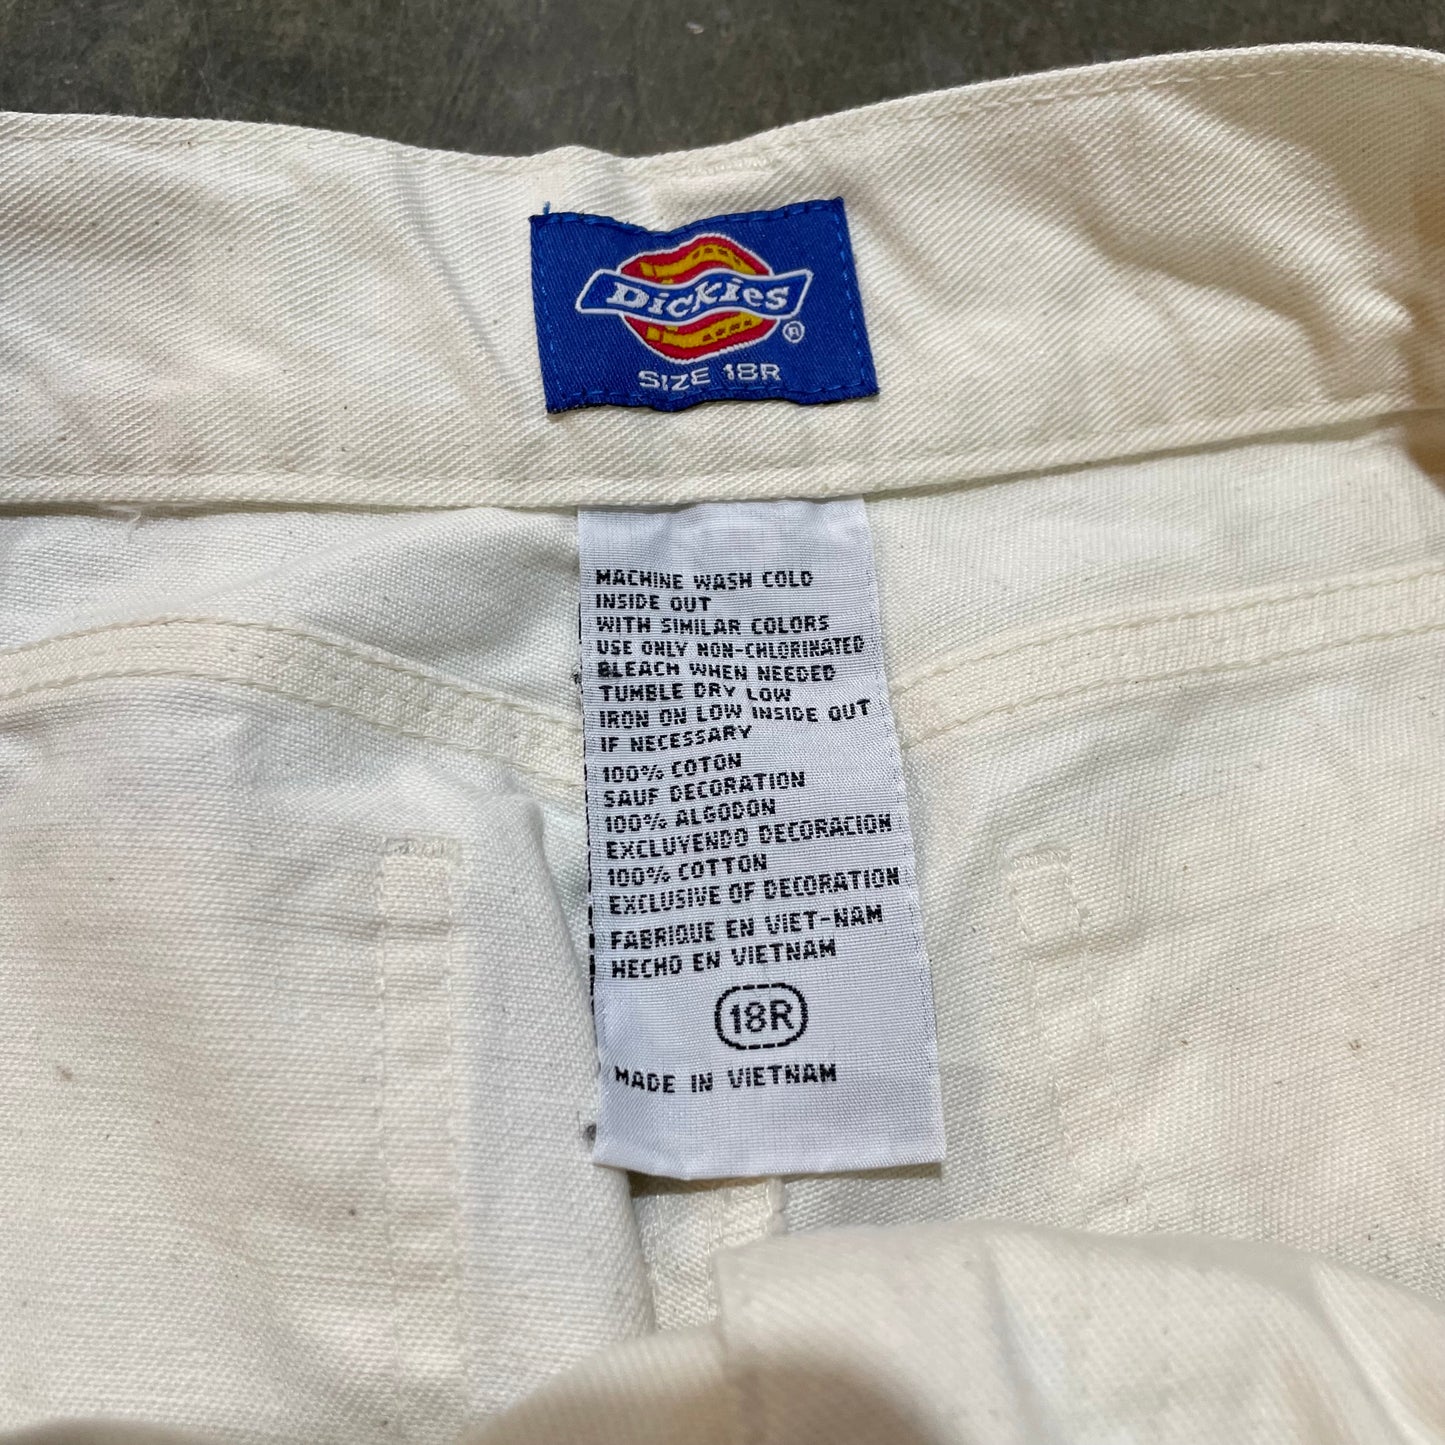 Dickies®
SIZE 18R
MACHINE WASH COLD
INSIDE OUT
WITH SIMILAR COLORS
USE ONLY NON-CHLORINATED
BLEACH WHEN NEEDED
TUMBLE DRY LOW
IRON ON LOW INSIDE OUT
IF NECESSARY
100% COTON
SAUF DECORATION
100% ALGODON
EXCLUYENDO DECORACION
100% COTTON
EXCLUSIVE OF DECORATION
FABRIQUE EN VIET-NAM
HECHO EN VIETNAM
18R
MADE IN VIETNAM